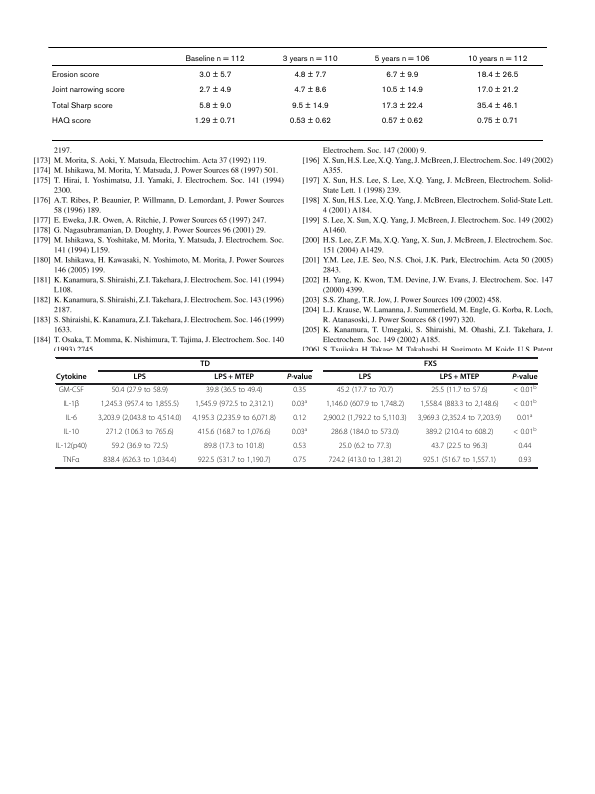 Baseline n = 112 3 years n = 110 5 years n = 106 10 years n = 112
Erosion score 3.0 ± 5.7 4.8 ± 7.7 6.7 ± 9.9 18.4 ± 26.5
Joint narrowing score 2.7 ± 4.9 4.7 ± 8.6 10.5 ± 14.9 17.0 ± 21.2
Total Sharp score 5.8 ± 9.0 9.5 ± 14.9 17.3 ± 22.4 35.4 ± 46.1
HAQ score 1.29 ± 0.71 0.53 ± 0.62 0.57 ± 0.62 0.75 ± 0.71
2197.
[173] M. Morita, S. Aoki, Y. Matsuda, Electrochim. Acta 37 (1992) 119.
[174] M. Ishikawa, M. Morita, Y. Matsuda, J. Power Sources 68 (1997) 501.
[175] T. Hirai, I. Yoshimatsu, J.I. Yamaki, J. Electrochem. Soc. 141 (1994)
2300.
[176] A.T. Ribes, P. Beaunier, P. Willmann, D. Lemordant, J. Power Sources
58 (1996) 189.
[177] E. Eweka, J.R. Owen, A. Ritchie, J. Power Sources 65 (1997) 247.
[178] G. Nagasubramanian, D. Doughty, J. Power Sources 96 (2001) 29.
[179] M. Ishikawa, S. Yoshitake, M. Morita, Y. Matsuda, J. Electrochem. Soc.
141 (1994) L159.
[180] M. Ishikawa, H. Kawasaki, N. Yoshimoto, M. Morita, J. Power Sources
146 (2005) 199.
[181] K. Kanamura, S. Shiraishi, Z.I. Takehara, J. Electrochem. Soc. 141 (1994)
L108.
[182] K. Kanamura, S. Shiraishi, Z.I. Takehara, J. Electrochem. Soc. 143 (1996)
2187.
[183] S. Shiraishi, K. Kanamura, Z.I. Takehara, J. Electrochem. Soc. 146 (1999)
1633.
[184] T. Osaka, T. Momma, K. Nishimura, T. Tajima, J. Electrochem. Soc. 140
(1993) 2745.
Electrochem. Soc. 147 (2000) 9.
[196] X. Sun, H.S. Lee, X.Q. Yang, J. McBreen, J. Electrochem. Soc. 149 (2002)
A355.
[197] X. Sun, H.S. Lee, S. Lee, X.Q. Yang, J. McBreen, Electrochem. Solid-
State Lett. 1 (1998) 239.
[198] X. Sun, H.S. Lee, X.Q. Yang, J. McBreen, Electrochem. Solid-State Lett.
4 (2001) A184.
[199] S. Lee, X. Sun, X.Q. Yang, J. McBreen, J. Electrochem. Soc. 149 (2002)
A1460.
[200] H.S. Lee, Z.F. Ma, X.Q. Yang, X. Sun, J. McBreen, J. Electrochem. Soc.
151 (2004) A1429.
[201] Y.M. Lee, J.E. Seo, N.S. Choi, J.K. Park, Electrochim. Acta 50 (2005)
2843.
[202] H. Yang, K. Kwon, T.M. Devine, J.W. Evans, J. Electrochem. Soc. 147
(2000) 4399.
[203] S.S. Zhang, T.R. Jow, J. Power Sources 109 (2002) 458.
[204] L.J. Krause, W. Lamanna, J. Summerfield, M. Engle, G. Korba, R. Loch,
R. Atanasoski, J. Power Sources 68 (1997) 320.
[205] K. Kanamura, T. Umegaki, S. Shiraishi, M. Ohashi, Z.I. Takehara, J.
Electrochem. Soc. 149 (2002) A185.
[206] S. Tsujioka, H. Takase, M. Takahashi, H. Sugimoto, M. Koide, U.S. Patent
TD FXS
Cytokine LPS LPS + MTEP P-value LPS LPS + MTEP P-value
GM-CSF 50.4 (27.9 to 58.9) 39.8 (36.5 to 49.4) 0.35 45.2 (17.7 to 70.7) 25.5 (11.7 to 57.6) < 0.01b
IL-1β 1,245.3 (957.4 to 1,855.5) 1,545.9 (972.5 to 2,312.1) 0.03a 1,146.0 (607.9 to 1,748.2) 1,558.4 (883.3 to 2,148.6) < 0.01b
IL-6 3,203.9 (2,043.8 to 4,514.0) 4,195.3 (2,235.9 to 6,071.8) 0.12 2,900.2 (1,792.2 to 5,110.3) 3,969.3 (2,352.4 to 7,203.9) 0.01a
IL-10 271.2 (106.3 to 765.6) 415.6 (168.7 to 1,076.6) 0.03a 286.8 (184.0 to 573.0) 389.2 (210.4 to 608.2) < 0.01b
IL-12(p40) 59.2 (36.9 to 72.5) 89.8 (17.3 to 101.8) 0.53 25.0 (6.2 to 77.3) 43.7 (22.5 to 96.3) 0.44
TNFα 838.4 (626.3 to 1,034.4) 922.5 (531.7 to 1,190.7) 0.75 724.2 (413.0 to 1,381.2) 925.1 (516.7 to 1,557.1) 0.93